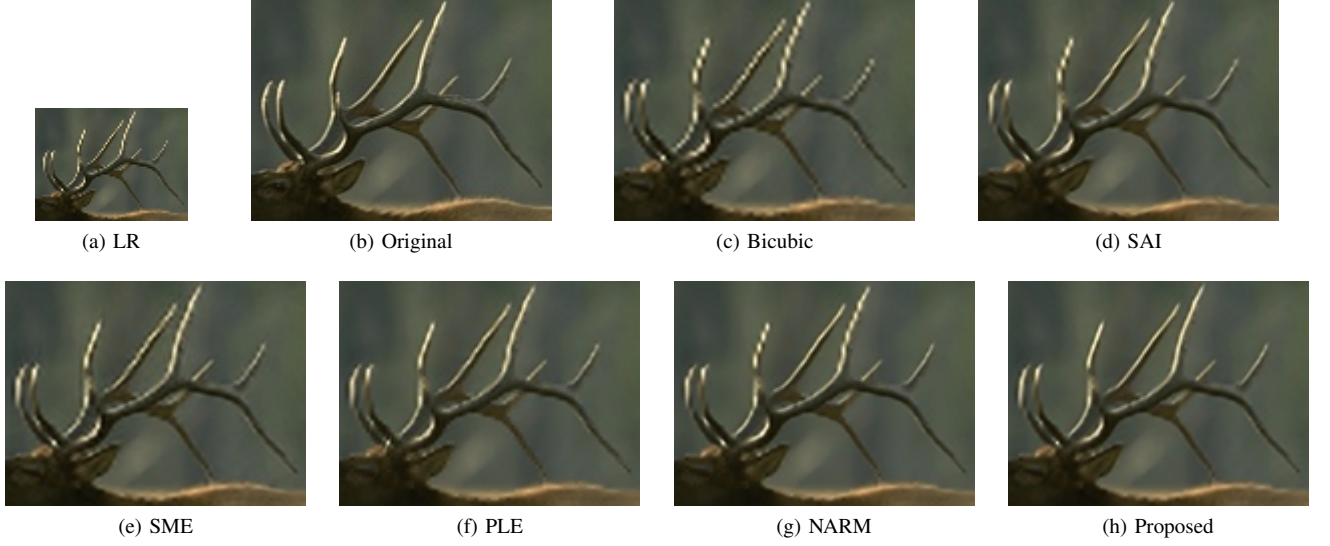 (a) LR
(b) Original
(c) Bicubic
(d) SAI
(e) SME
(f) PLE
(g) NARM
(h) Proposed